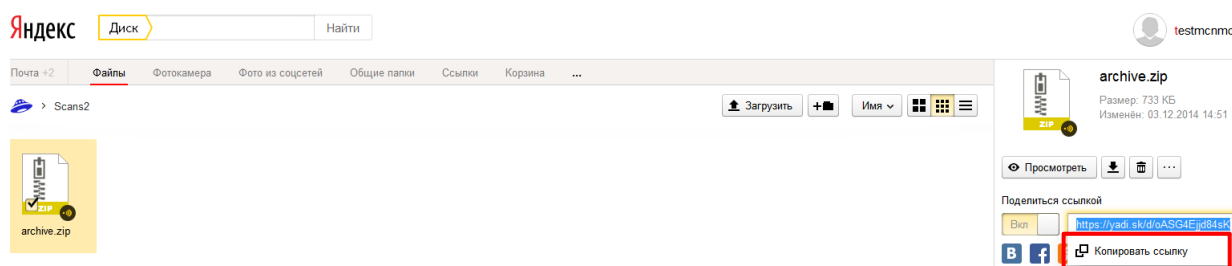 Яндекс Диск Найти testmcnmo
Почта +2 Файлы Фотокамера Фото из соцсетей Общие папки Ссылки Корзина ...
Scans2 Загрузить Имя
ZIP
archive.zip
archive.zip
Размер: 733 КБ
Изменён: 03.12.2014 14:51
ZIP
Просмотреть ...
Поделиться ссылкой
Вкл https://yadi.sk/d/oASG4Ejjd84sK
В f Копировать ссылку